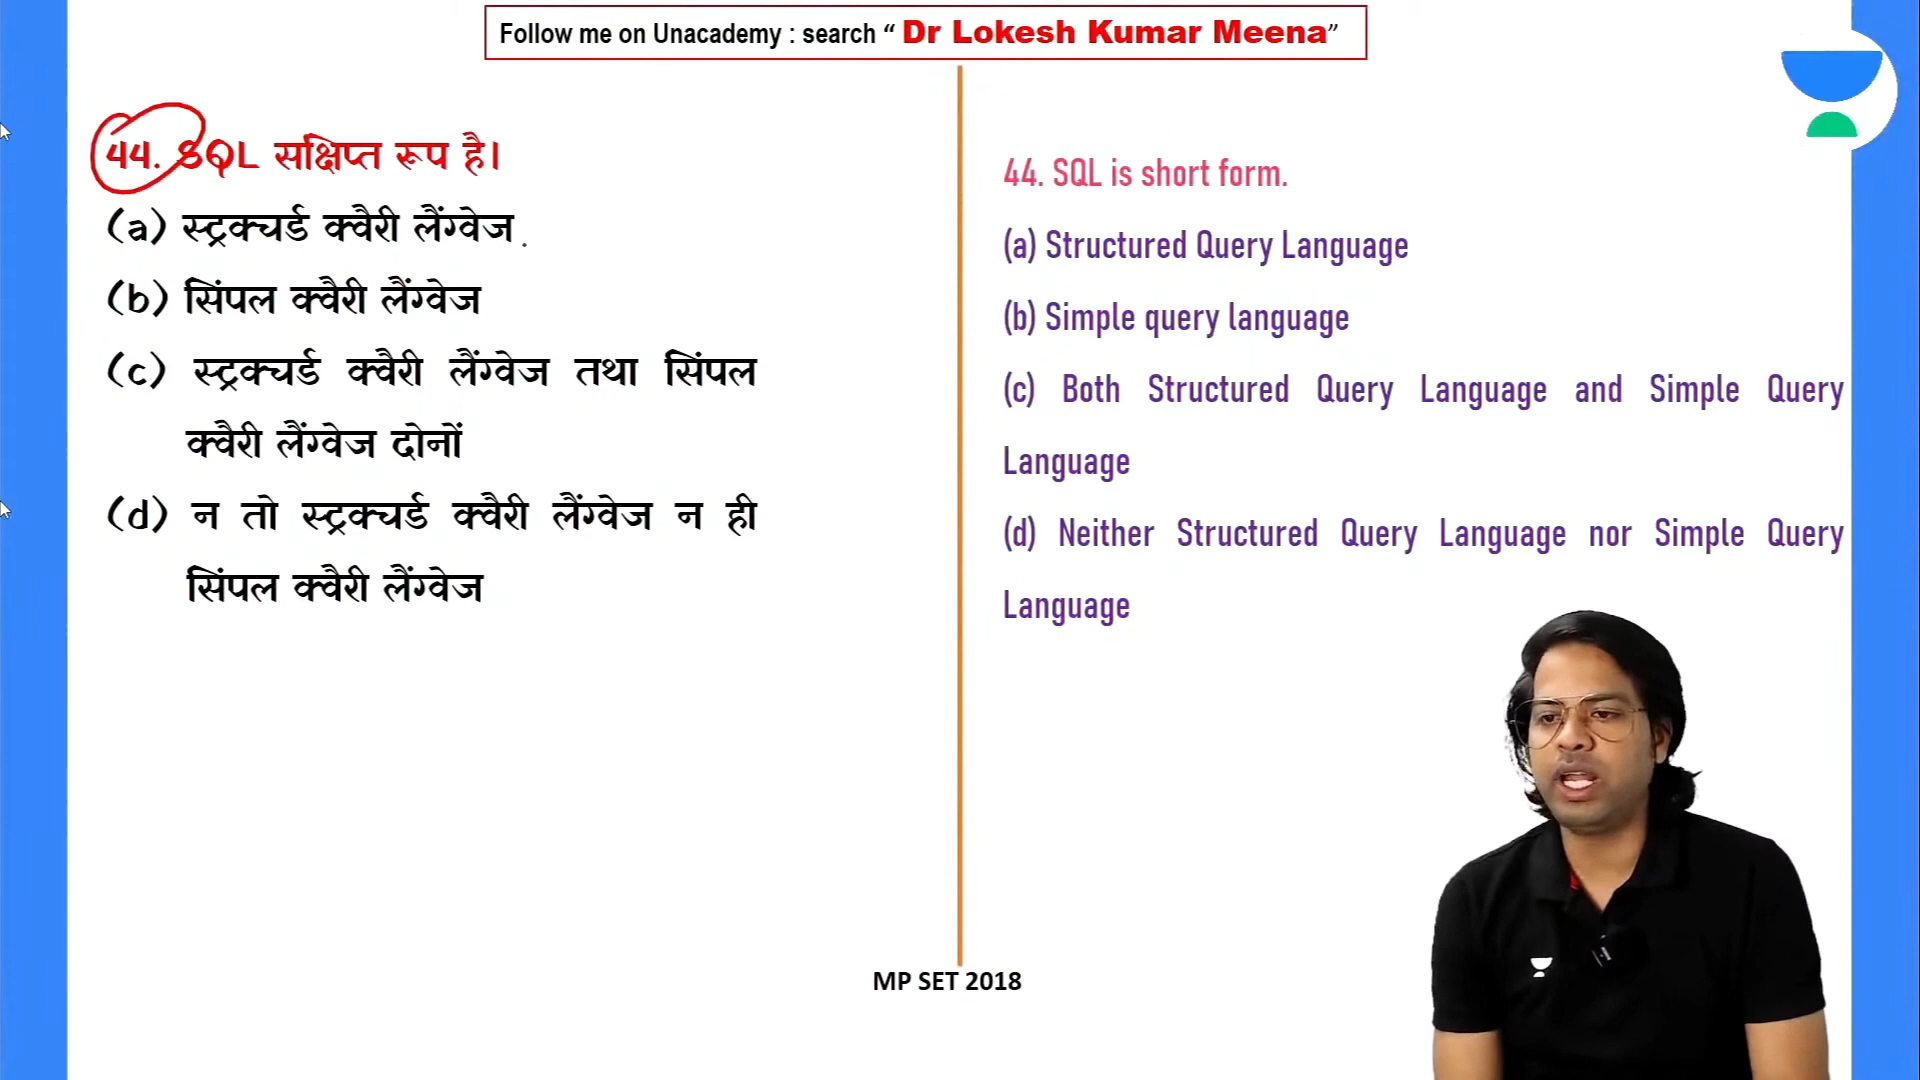 Follow me on Unacademy : search “ Dr Lokesh Kumar Meena”
44. SQL सक्षिप्त रूप है।
(a) स्ट्रक्चर्ड क्वैरी लैंग्वेज.
(b) सिंपल क्वैरी लैंग्वेज
(c) स्ट्रक्चर्ड क्वैरी लैंग्वेज तथा सिंपल
क्वैरी लैंग्वेज दोनों
(d) न तो स्ट्रक्चर्ड क्वैरी लैंग्वेज न ही
सिंपल क्वैरी लैंग्वेज
44. SQL is short form.
(a) Structured Query Language
(b) Simple query language
(c) Both Structured Query Language and Simple Query
Language
(d) Neither Structured Query Language nor Simple Query
Language
MP SET 2018